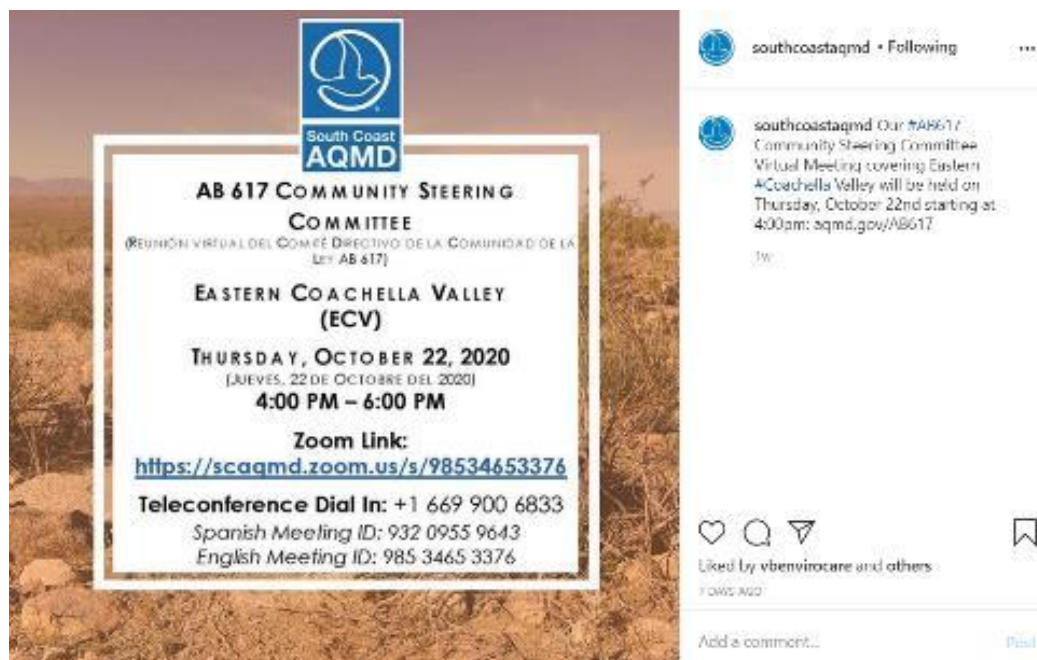 South Coast
AQMD
AB 617 COMMUNITY STEERING
COMMITTEE
(REUNIÓN VIRTUAL DEL COMITÉ DIRECTIVO DE LA COMUNIDAD DE LA
LEY AB 617)
EASTERN COACHELLA VALLEY
(ECV)
THURSDAY, OCTOBER 22, 2020
(JUEVES, 22 DE OCTOBRE DEL 2020)
4:00 PM – 6:00 PM
Zoom Link:
https://scaqmd.zoom.us/s/98534653376
Teleconference Dial In: +1 669 900 6833
Spanish Meeting ID: 932 0955 9643
English Meeting ID: 985 3465 3376
southcoastaqmd • Following
southcoastaqmd Our #AB617
Community Steering Committee
Virtual Meeting covering Eastern
#Coachella Valley will be held on
Thursday, October 22nd starting at
4:00pm: aqmd.gov/AB617
1w
Liked by vbenvirocare and others
7 DAYS AGO
Add a comment...
Post